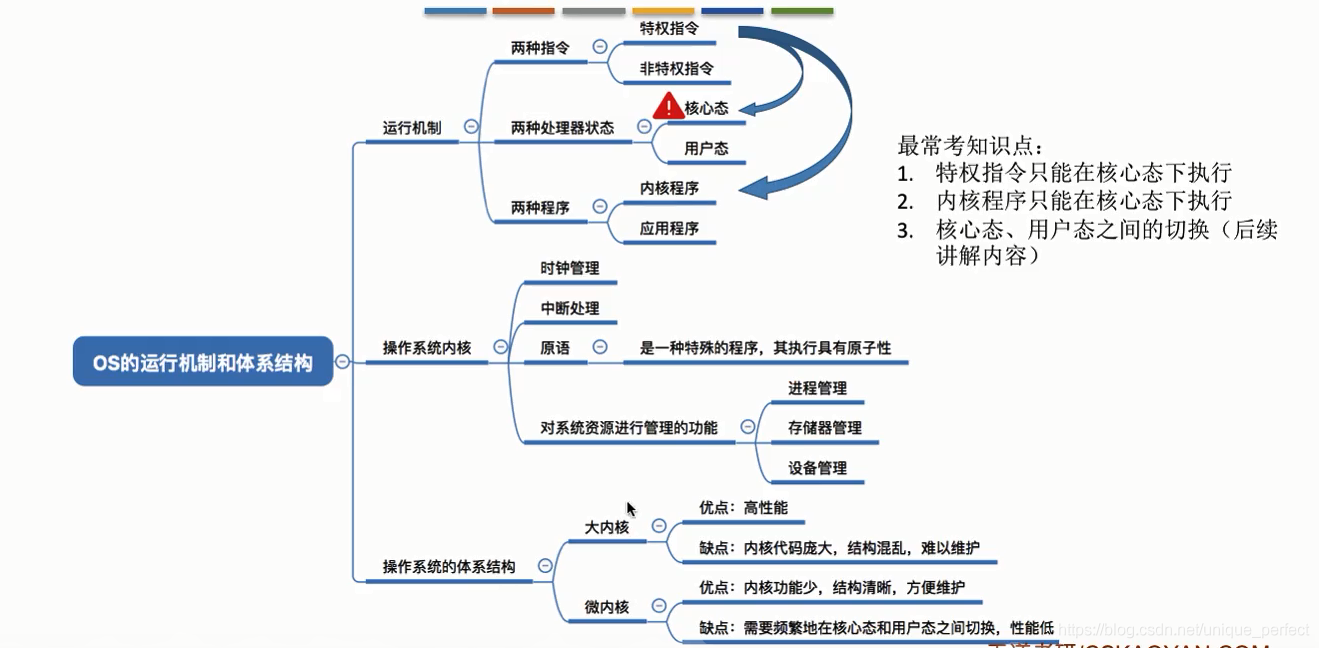 特权指令
两种指令
非特权指令
核心态
运行机制
两种处理器状态
用户态
内核程序
两种程序
应用程序
最常考知识点：
1. 特权指令只能在核心态下执行
2. 内核程序只能在核心态下执行
3. 核心态、用户态之间的切换（后续
讲解内容）
时钟管理
中断处理
OS的运行机制和体系结构
操作系统内核
原语
是一种特殊的程序，其执行具有原子性
进程管理
对系统资源进行管理的功能
存储器管理
设备管理
优点：高性能
大内核
缺点：内核代码庞大，结构混乱，难以维护
操作系统的体系结构
优点：内核功能少，结构清晰，方便维护
微内核
缺点：需要频繁地在核心态和用户态之间切换，性能低
https://blog.csdn.net/unique_perfect